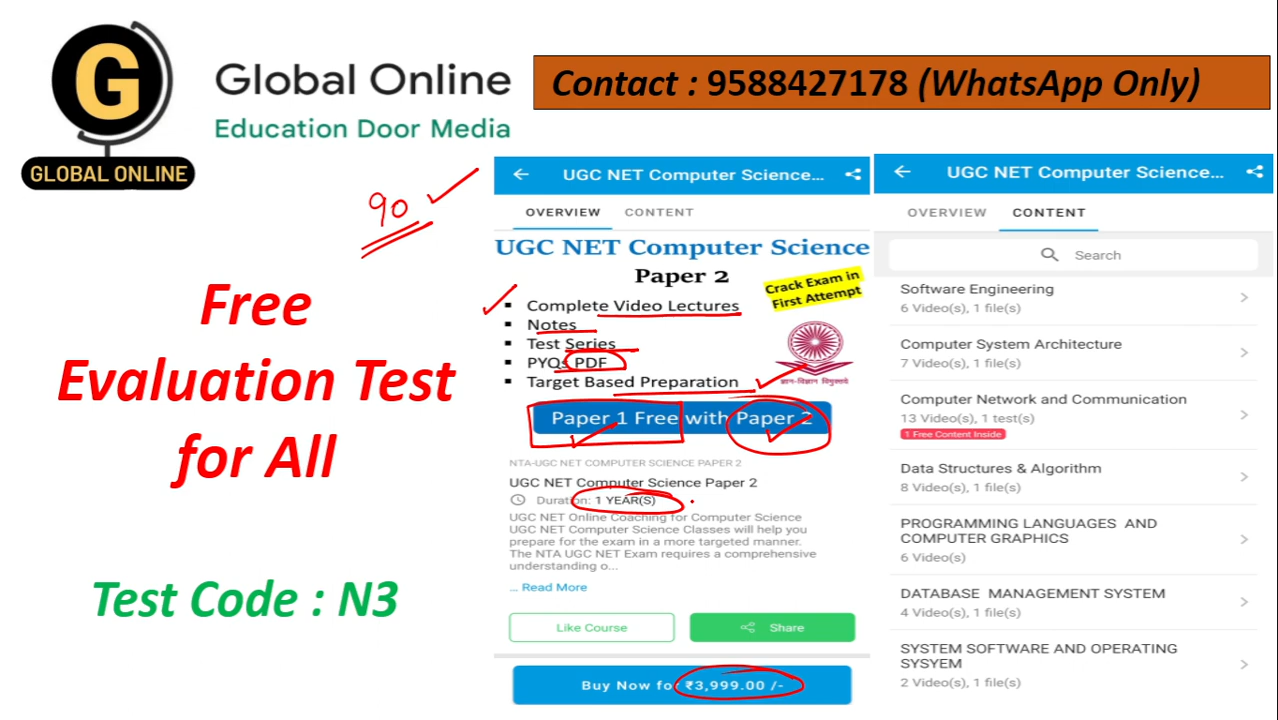 G
GLOBAL ONLINE
Global Online
Education Door Media
Contact : 9588427178 (WhatsApp Only)
90
Free
Evaluation Test
for All
Test Code : N3
UGC NET Computer Science...
OVERVIEW CONTENT
UGC NET Computer Science
Paper 2
Crack Exam in
First Attempt
▪ Complete Video Lectures
▪ Notes
▪ Test Series
▪ PYQs PDF
▪ Target Based Preparation
ज्ञान-विज्ञान विमुक्तये
Paper 1 Free with Paper 2
NTA-UGC NET COMPUTER SCIENCE PAPER 2
UGC NET Computer Science Paper 2
Duration: 1 YEAR(S)
UGC NET Online Coaching for Computer Science
UGC NET Computer Science Classes will help you
prepare for the exam in a more targeted manner.
The NTA UGC NET Exam requires a comprehensive
understanding o...
... Read More
Like Course
Share
Buy Now for ₹3,999.00 /-
UGC NET Computer Science...
OVERVIEW CONTENT
Search
Software Engineering
6 Video(s), 1 file(s)
Computer System Architecture
7 Video(s), 1 file(s)
Computer Network and Communication
13 Video(s), 1 test(s)
1 Free Content Inside
Data Structures & Algorithm
8 Video(s), 1 file(s)
PROGRAMMING LANGUAGES AND
COMPUTER GRAPHICS
6 Video(s)
DATABASE MANAGEMENT SYSTEM
4 Video(s), 1 file(s)
SYSTEM SOFTWARE AND OPERATING
SYSYEM
2 Video(s), 1 file(s)